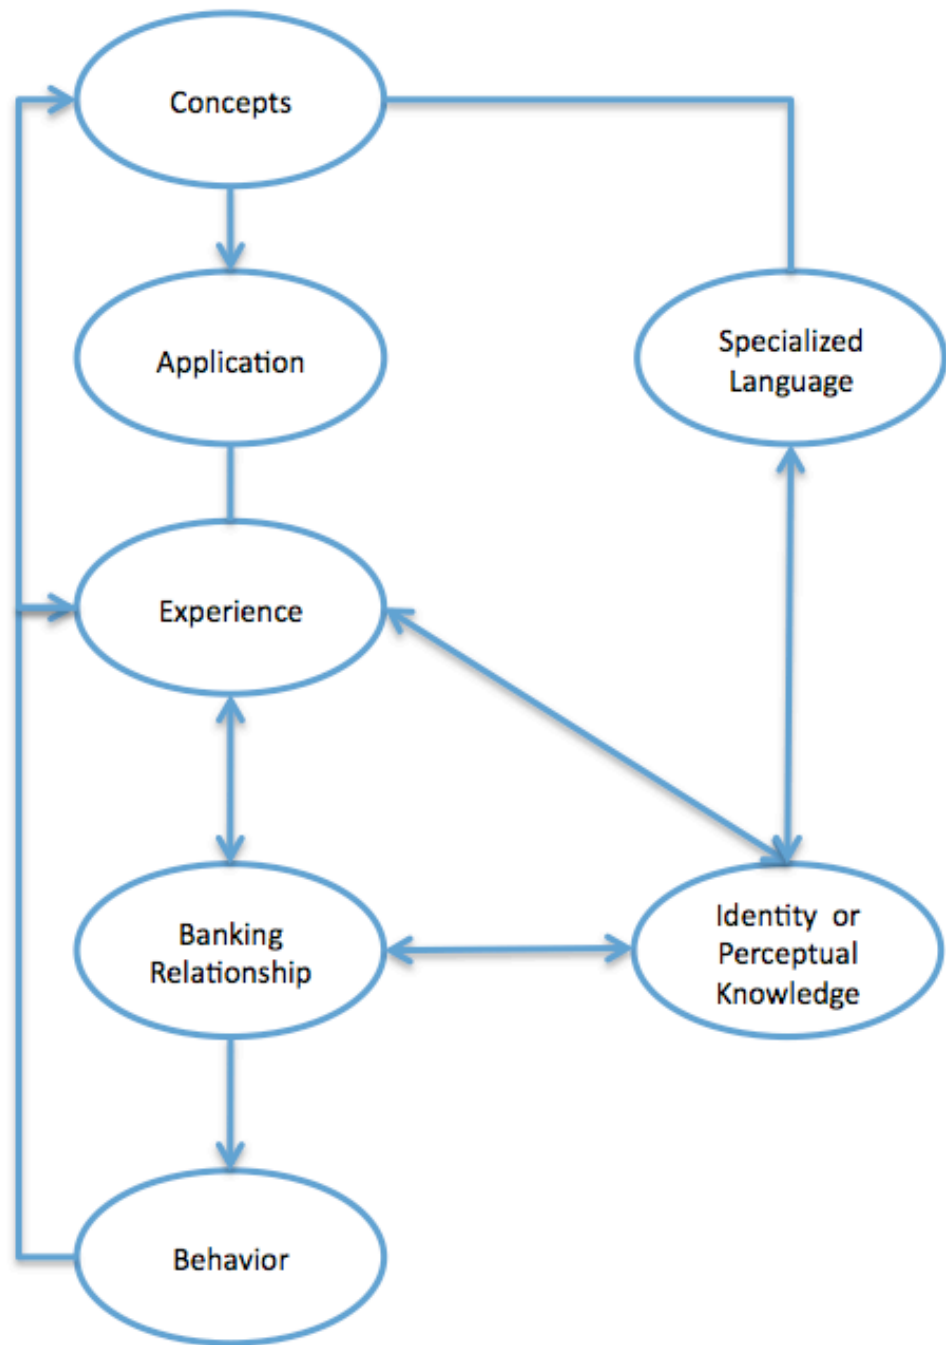 Concepts
Application
Specialized
Language
Experience
Banking
Relationship
Identity or
Perceptual
Knowledge
Behavior